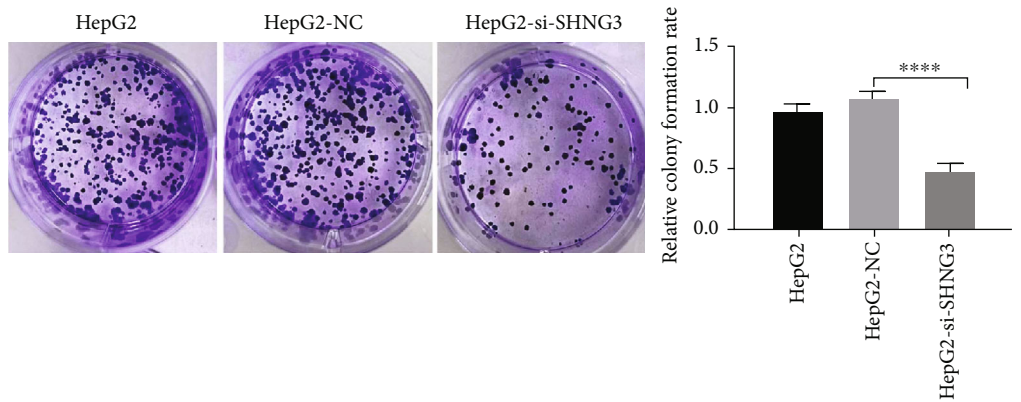 HepG2
HepG2-NC
HepG2-si-SHNG3
Relative colony formation rate
1.5
1.0
0.5
0.0
****
HepG2
HepG2-NC
HepG2-si-SHNG3